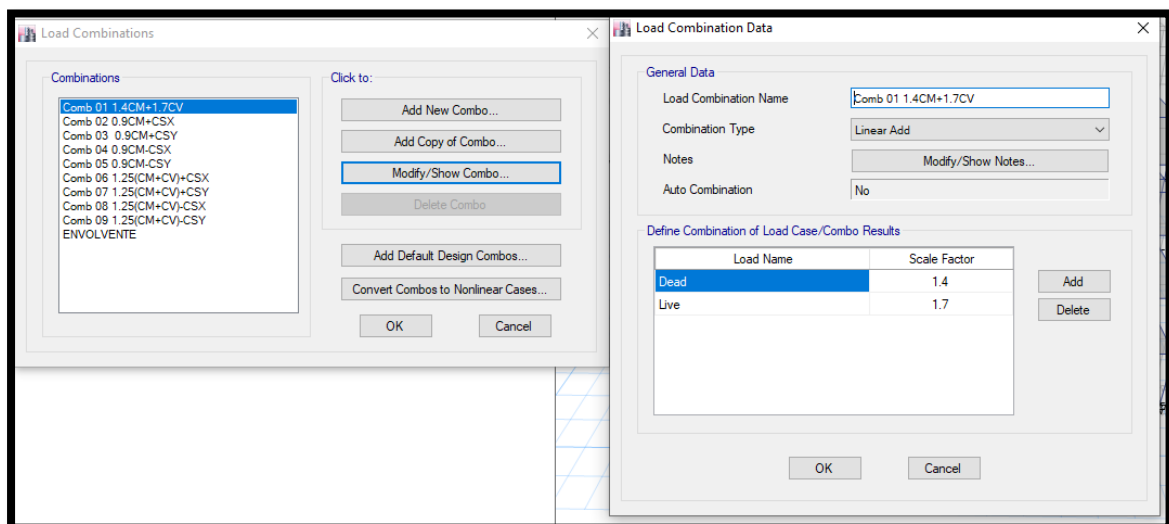 Load Combinations
Combinations
Comb 01 1.4CM+1.7CV
Comb 02 0.9CM+CSX
Comb 03  0.9CM+CSY
Comb 04 0.9CM-CSX
Comb 05 0.9CM-CSY
Comb 06 1.25(CM+CV)+CSX
Comb 07 1.25(CM+CV)+CSY
Comb 08 1.25(CM+CV)-CSX
Comb 09 1.25(CM+CV)-CSY
ENVOLVENTE
Click to:
Add New Combo...
Add Copy of Combo...
Modify/Show Combo...
Delete Combo
Add Default Design Combos...
Convert Combos to Nonlinear Cases...
OK Cancel
Load Combination Data
General Data
Load Combination Name Comb 01 1.4CM+1.7CV
Combination Type Linear Add
Notes Modify/Show Notes...
Auto Combination No
Define Combination of Load Case/Combo Results
Load Name Scale Factor
Dead 1.4
Live 1.7
Add
Delete
OK Cancel